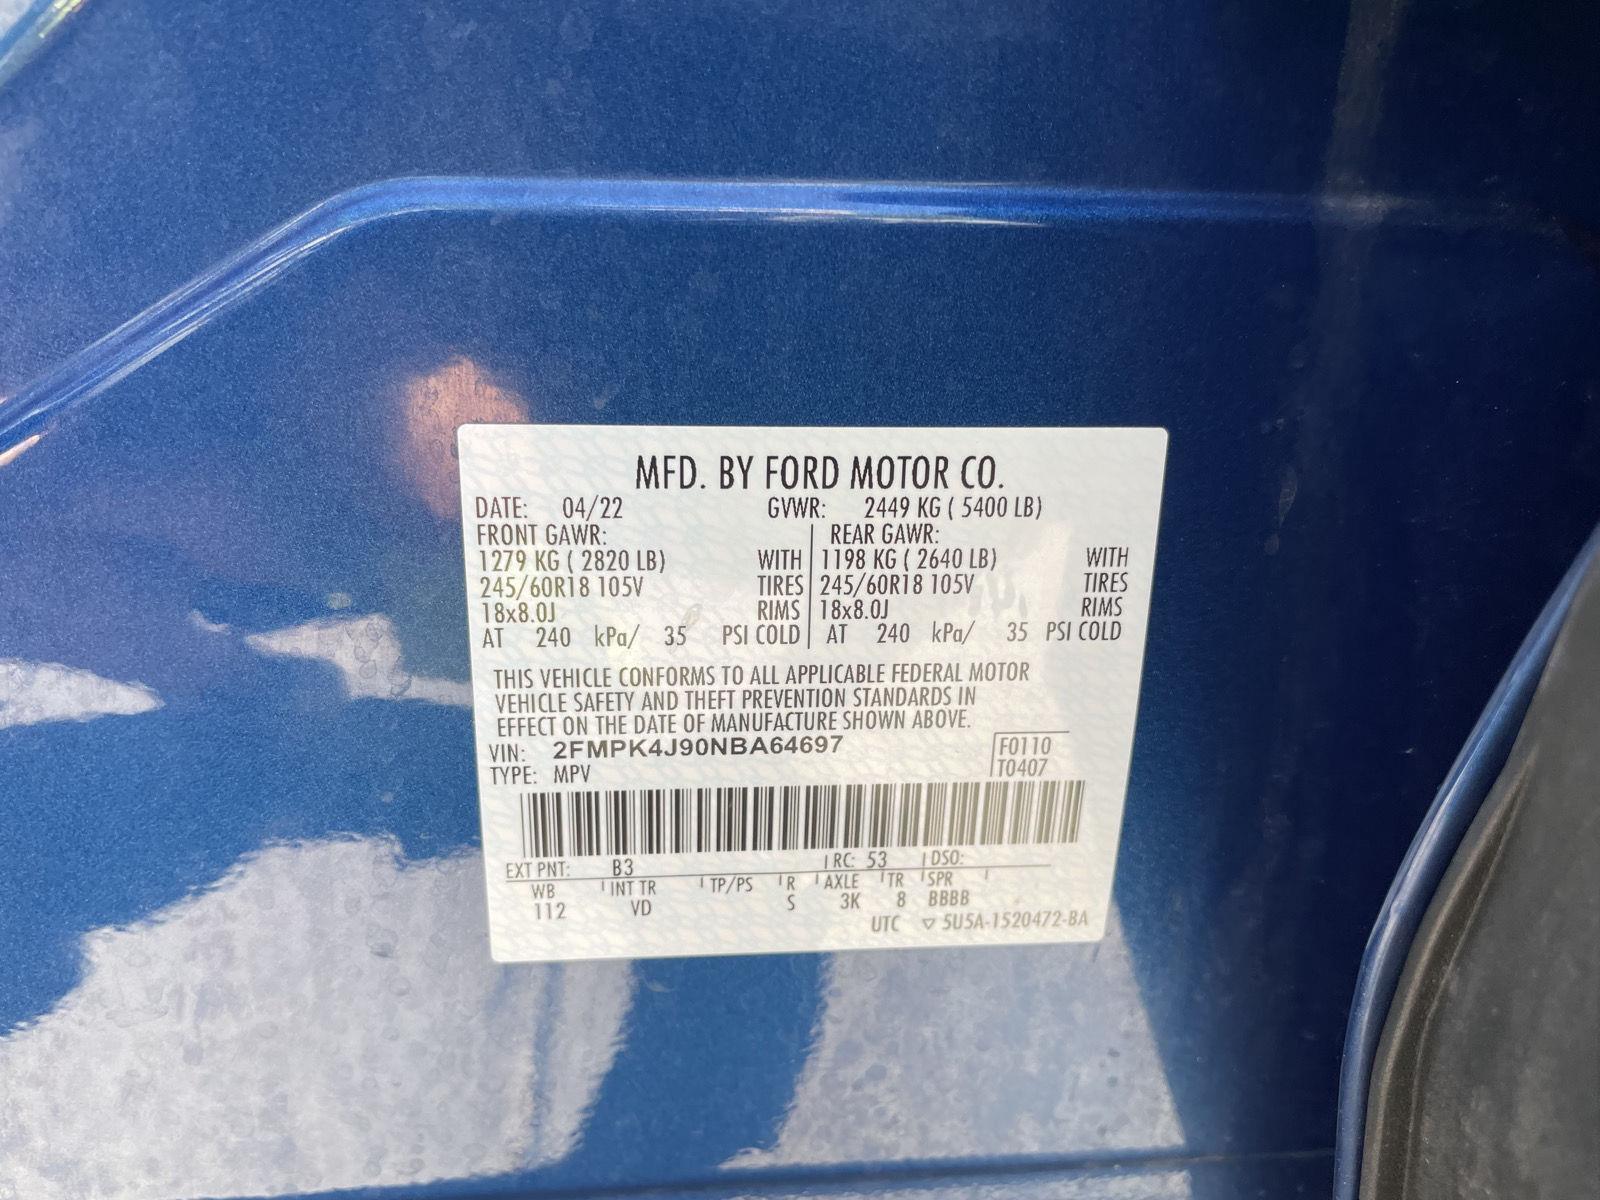 MFD. BY FORD MOTOR CO.
DATE: 04/22 GVWR: 2449 KG ( 5400 LB)
FRONT GAWR: REAR GAWR:
1279 KG ( 2820 LB) WITH 1198 KG ( 2640 LB) WITH
245/60R18 105V TIRES 245/60R18 105V TIRES
18x8.0J RIMS 18x8.0J RIMS
AT 240 kPa/ 35 PSI COLD AT 240 kPa/ 35 PSI COLD
THIS VEHICLE CONFORMS TO ALL APPLICABLE FEDERAL MOTOR
VEHICLE SAFETY AND THEFT PREVENTION STANDARDS IN
EFFECT ON THE DATE OF MANUFACTURE SHOWN ABOVE.
VIN: 2FMPK4J90NBA64697 F0110
TYPE: MPV T0407
EXT PNT: B3 RC: 53 DSO:
WB INT TR TP/PS R AXLE TR SPR
112 VD S 3K 8 BBBB
UTC ▽ 5U5A-1520472-BA